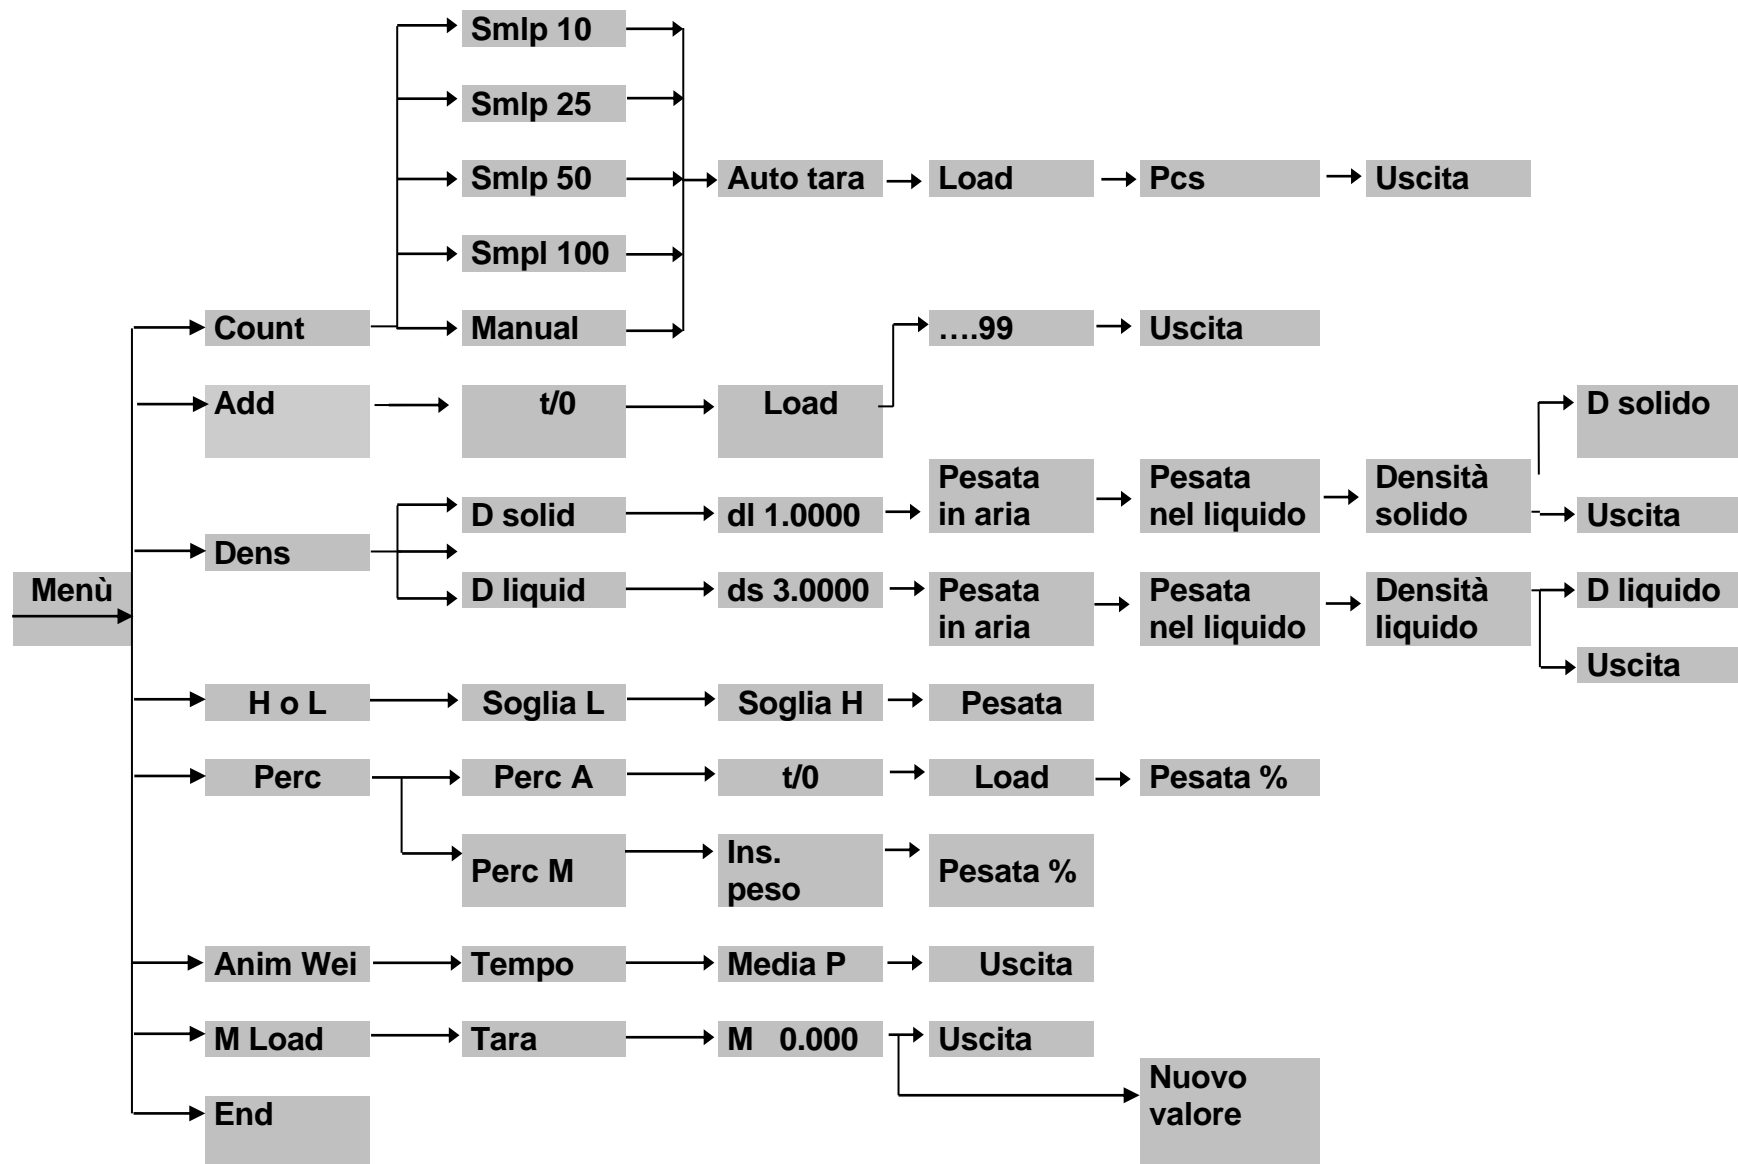 Smlp 10
Smlp 25
Smlp 50
Auto tara
Load
Pcs
Uscita
Smpl 100
Count
Manual
….99
Uscita
Add
t/0
Load
D solido
Dens
D solid
dl 1.0000
Pesata
in aria
Pesata
nel liquido
Densità
solido
Uscita
Menù
D liquid
ds 3.0000
Pesata
in aria
Pesata
nel liquido
Densità
liquido
D liquido
Uscita
H o L
Soglia L
Soglia H
Pesata
Perc
Perc A
t/0
Load
Pesata %
Perc M
Ins.
peso
Pesata %
Anim Wei
Tempo
Media P
Uscita
M Load
Tara
M 0.000
Uscita
Nuovo
valore
End